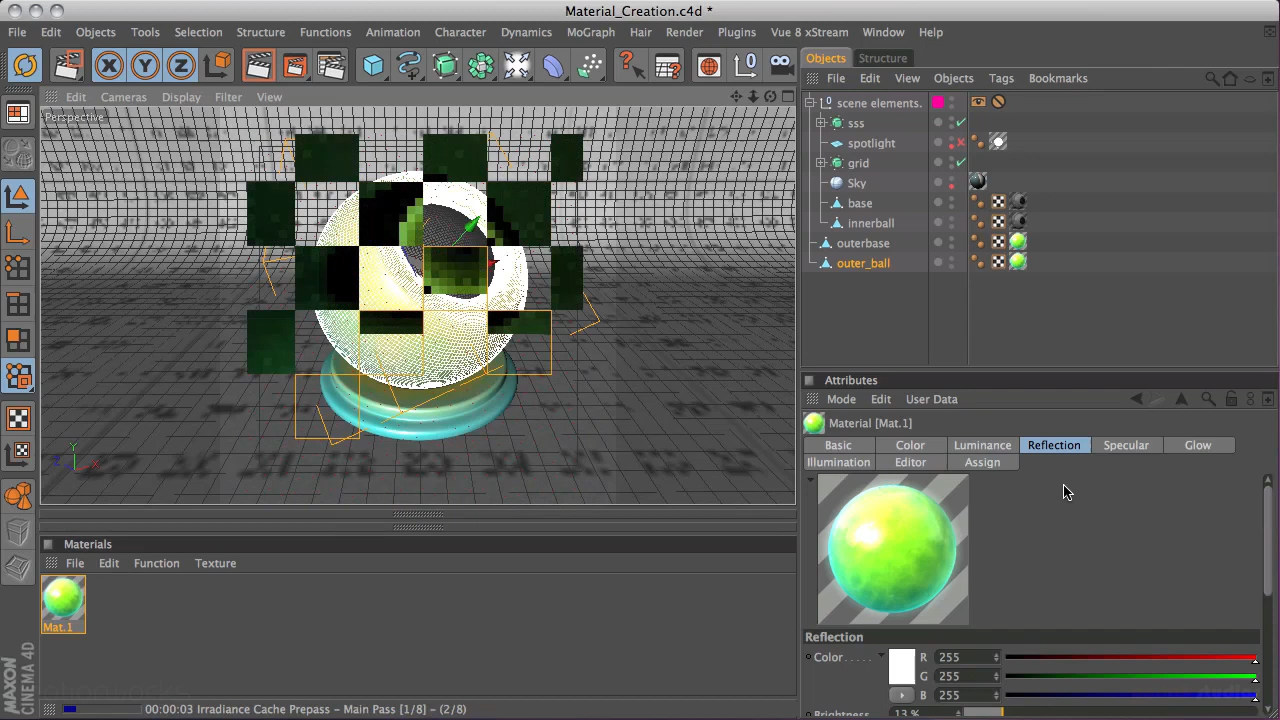 Material_Creation.c4d *
File Edit Objects Tools Selection Structure Functions Animation Character Dynamics MoGraph Hair Render Plugins Vue 8 xStream Window Help
X Y Z
Objects Structure
File Edit View Objects Tags Bookmarks
Edit Cameras Display Filter View
Perspective
scene elements.
sss
spotlight
grid
Sky
base
innerball
outerbase
outer_ball
Y
X
Z
Attributes
Mode Edit User Data
Material [Mat.1]
Basic Color Luminance Reflection Specular Glow
Illumination Editor Assign
Materials
File Edit Function Texture
Mat.1
Reflection
Color..... R 255
G 255
B 255
Brightness 13 %
MAXON
CINEMA 4D
00:00:03 Irradiance Cache Prepass - Main Pass [1/8] - (2/8)